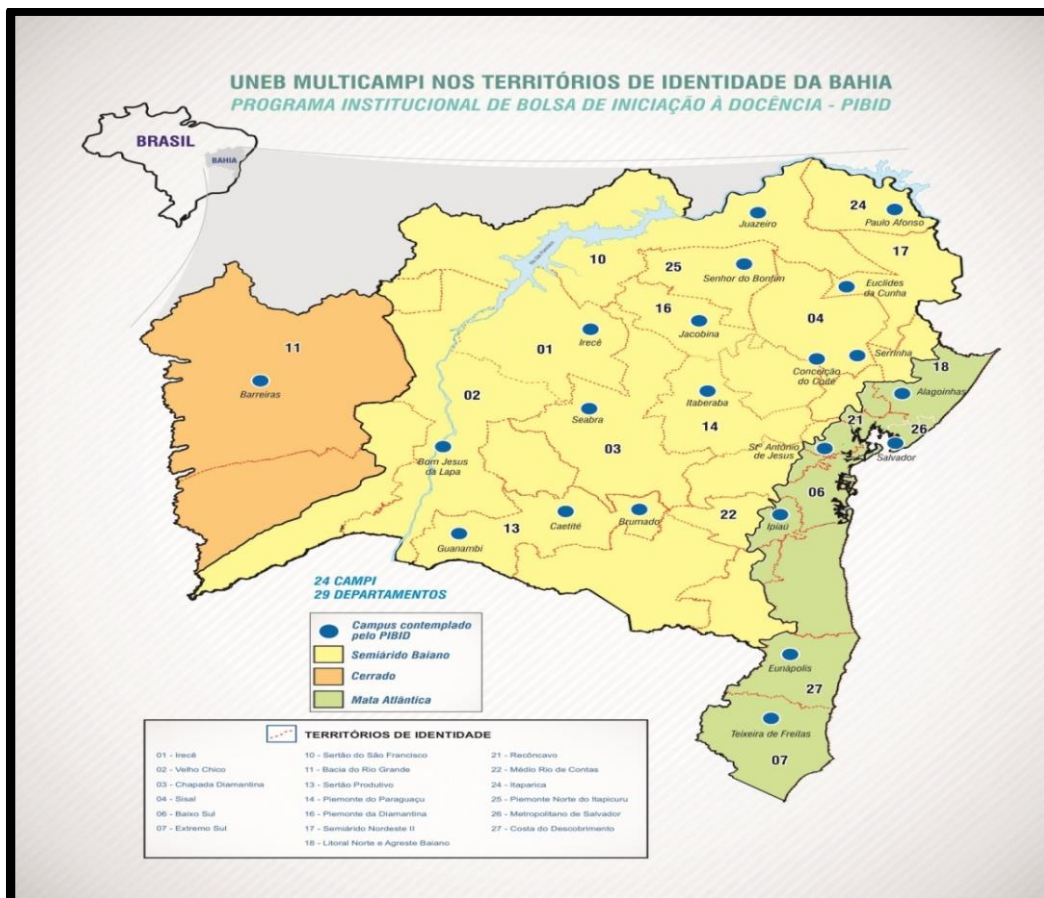 UNEB MULTICAMPI NOS TERRITÓRIOS DE IDENTIDADE DA BAHIA
PROGRAMA INSTITUCIONAL DE BOLSA DE INICIAÇÃO À DOCÊNCIA - PIBID
BRASIL
BAHIA
24
Paulo Afonso
Juazeiro
17
10
25
Senhor do Bonfim
Euclides
da Cunha
16
Jacobina
04
11
Irecê
01
Serrinha
18
Conceição
do Coité
Barreiras
02
Itaberaba
Alagoinhas
Seabra
14
21
26
03
Stº Antônio
de Jesus
Salvador
Bom Jesus
da Lapa
06
22
Ipiaú
Caetité
Brumado
13
Guanambi
24 CAMPI
29 DEPARTAMENTOS
Campus contemplado
pelo PIBID
Semiárido Baiano
Cerrado
Mata Atlântica
Eunápolis
27
Teixeira de Freitas
07
TERRITÓRIOS DE IDENTIDADE
01 - Irecê
02 - Velho Chico
03 - Chapada Diamantina
04 - Sisal
06 - Baixo Sul
07 - Extremo Sul
10 - Sertão do São Francisco
11 - Bacia do Rio Grande
13 - Sertão Produtivo
14 - Piemonte do Paraguaçu
16 - Piemonte da Diamantina
17 - Semiárido Nordeste II
18 - Litoral Norte e Agreste Baiano
21 - Recôncavo
22 - Médio Rio de Contas
24 - Itaparica
25 - Piemonte Norte do Itapicuru
26 - Metropolitano de Salvador
27 - Costa do Descobrimento